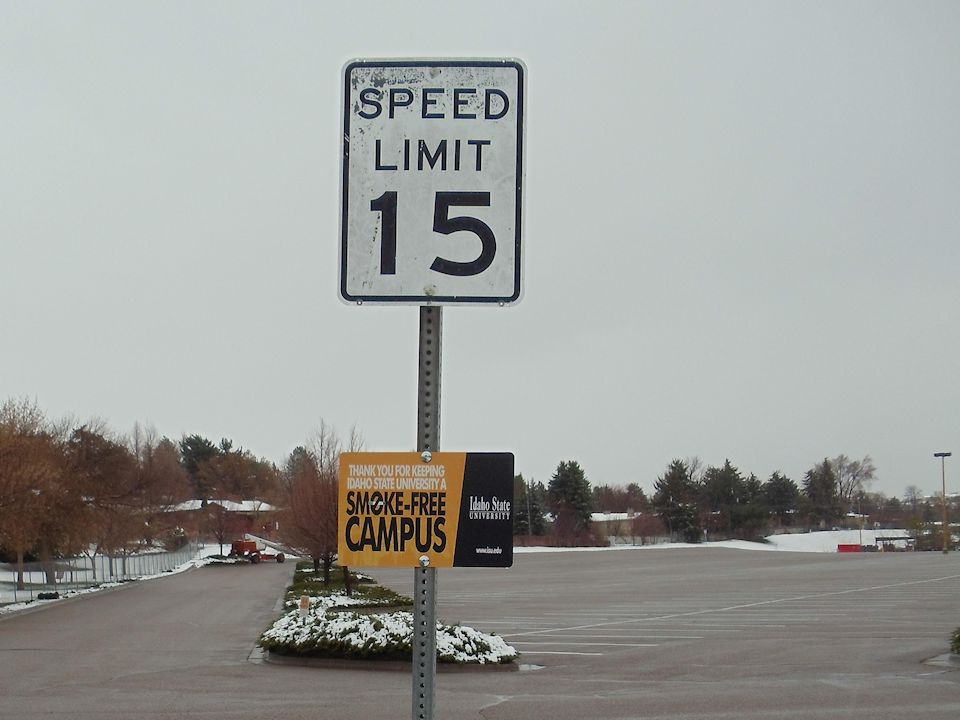 SPEED
LIMIT
15
THANK YOU FOR KEEPING
IDAHO STATE UNIVERSITY A
SMOKE-FREE
CAMPUS
Idaho State
UNIVERSITY
www.isu.edu